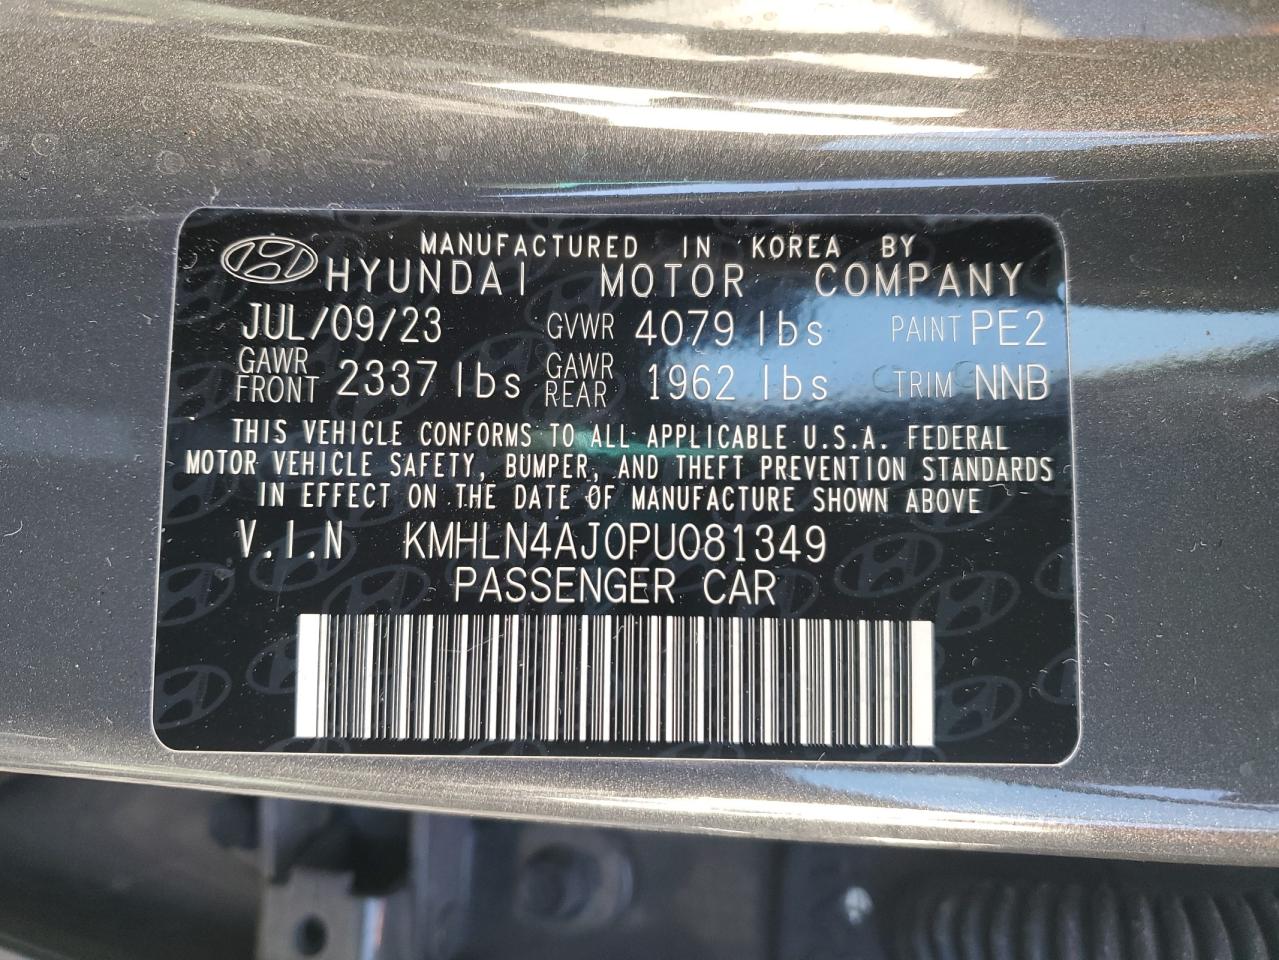 MANUFACTURED IN KOREA BY
HYUNDAI MOTOR COMPANY
JUL/09/23 GVWR 4079 lbs PAINT PE2
GAWR FRONT 2337 lbs GAWR REAR 1962 lbs TRIM NNB
THIS VEHICLE CONFORMS TO ALL APPLICABLE U.S.A. FEDERAL
MOTOR VEHICLE SAFETY, BUMPER, AND THEFT PREVENTION STANDARDS
IN EFFECT ON THE DATE OF MANUFACTURE SHOWN ABOVE
V.I.N KMHLN4AJ0PU081349
PASSENGER CAR